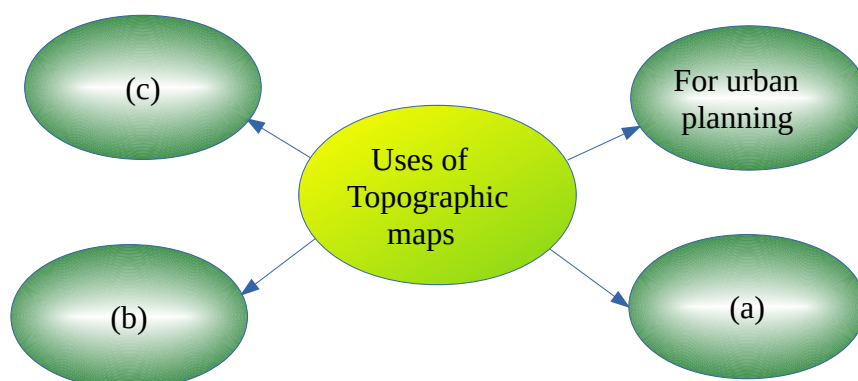 (c)
For urban
planning
Uses of
Topographic
maps
(b)
(a)